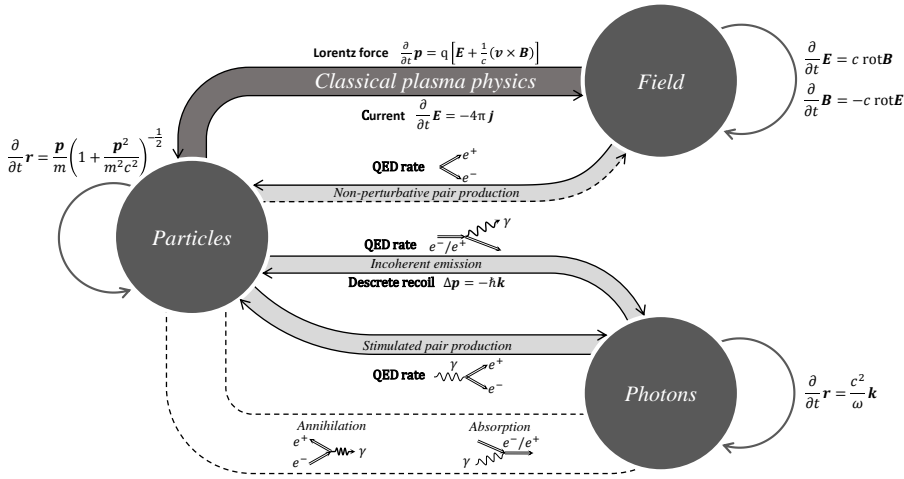 Lorentz force ∂/∂t 𝒑 = q[𝑬 + 1/c(𝒗 × 𝑩)]
Classical plasma physics
Current ∂/∂t 𝑬 = −4π 𝒋
Field
∂/∂t 𝑬 = c rot𝑩
∂/∂t 𝑩 = −c rot𝑬
∂/∂t 𝒓 = 𝒑/m (1 + 𝒑²/m²c²)^−1/2
QED rate e⁺
e⁻
Non-perturbative pair production
Particles
QED rate e⁻/e⁺ γ
Incoherent emission
Descrete recoil Δ𝒑 = −ℏ𝒌
Stimulated pair production
QED rate γ e⁺
e⁻
Photons
∂/∂t 𝒓 = c²/ω 𝒌
Annihilation
e⁺
e⁻ γ
Absorption
e⁻/e⁺
γ